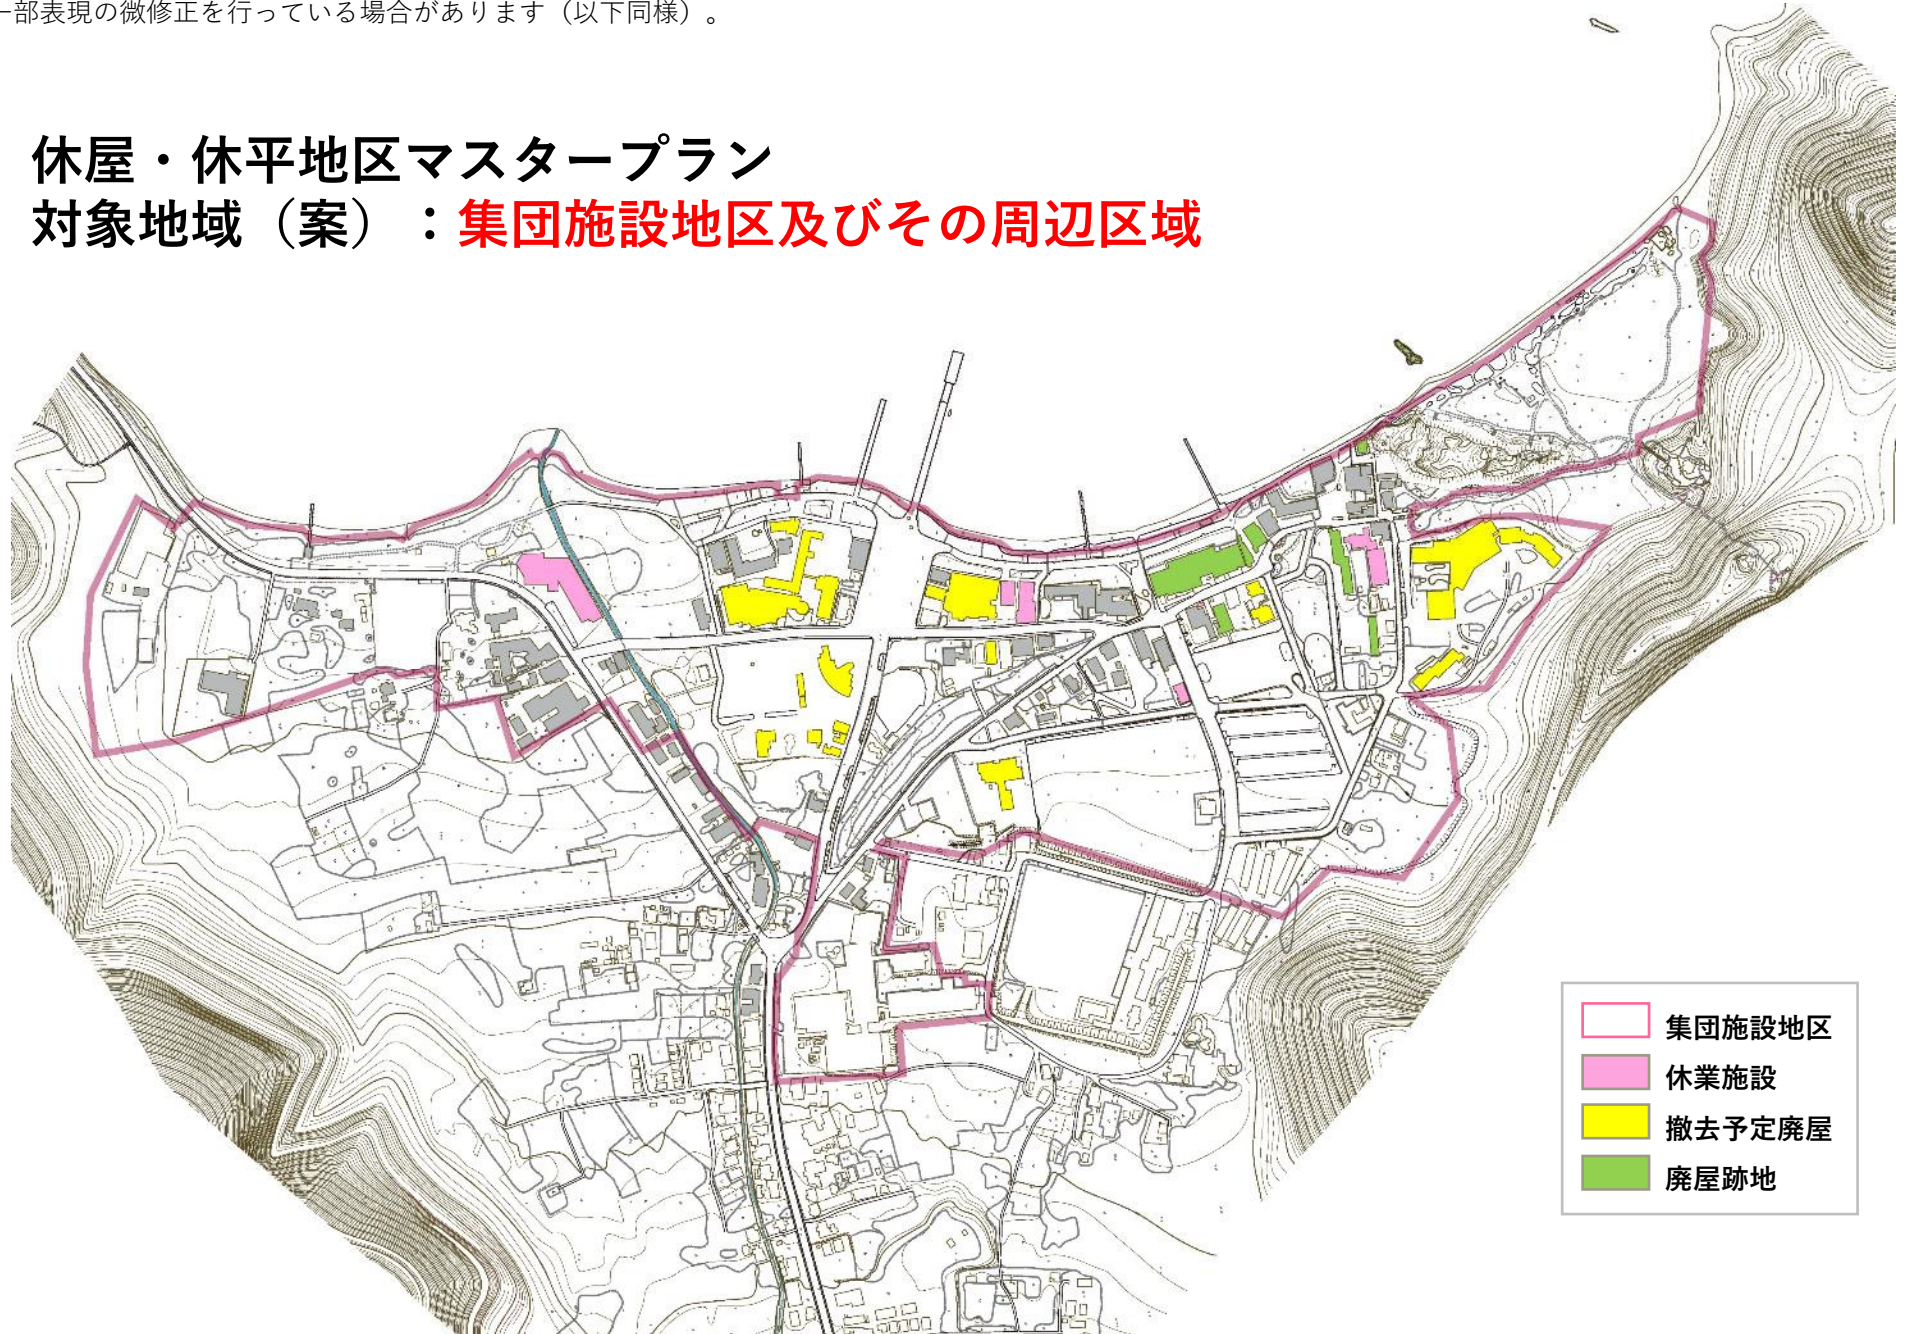 一部表現の微修正を行っている場合があります（以下同様）。
休屋・休平地区マスタープラン
対象地域（案）：集団施設地区及びその周辺区域
集団施設地区
休業施設
撤去予定廃屋
廃屋跡地